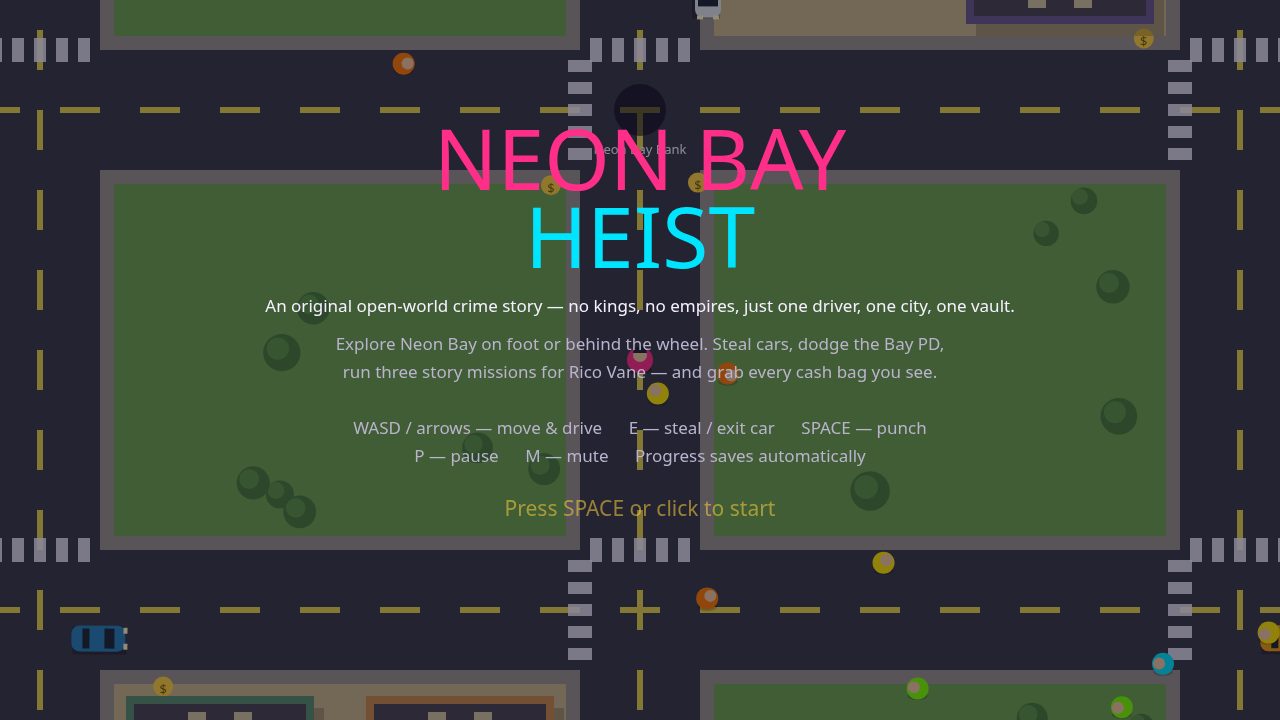 $
NEON BAY
Neon Bay Bank
$
$
HEIST
An original open-world crime story — no kings, no empires, just one driver, one city, one vault.
Explore Neon Bay on foot or behind the wheel. Steal cars, dodge the Bay PD,
run three story missions for Rico Vane — and grab every cash bag you see.
WASD / arrows — move & drive E — steal / exit car SPACE — punch
P — pause M — mute Progress saves automatically
Press SPACE or click to start
$